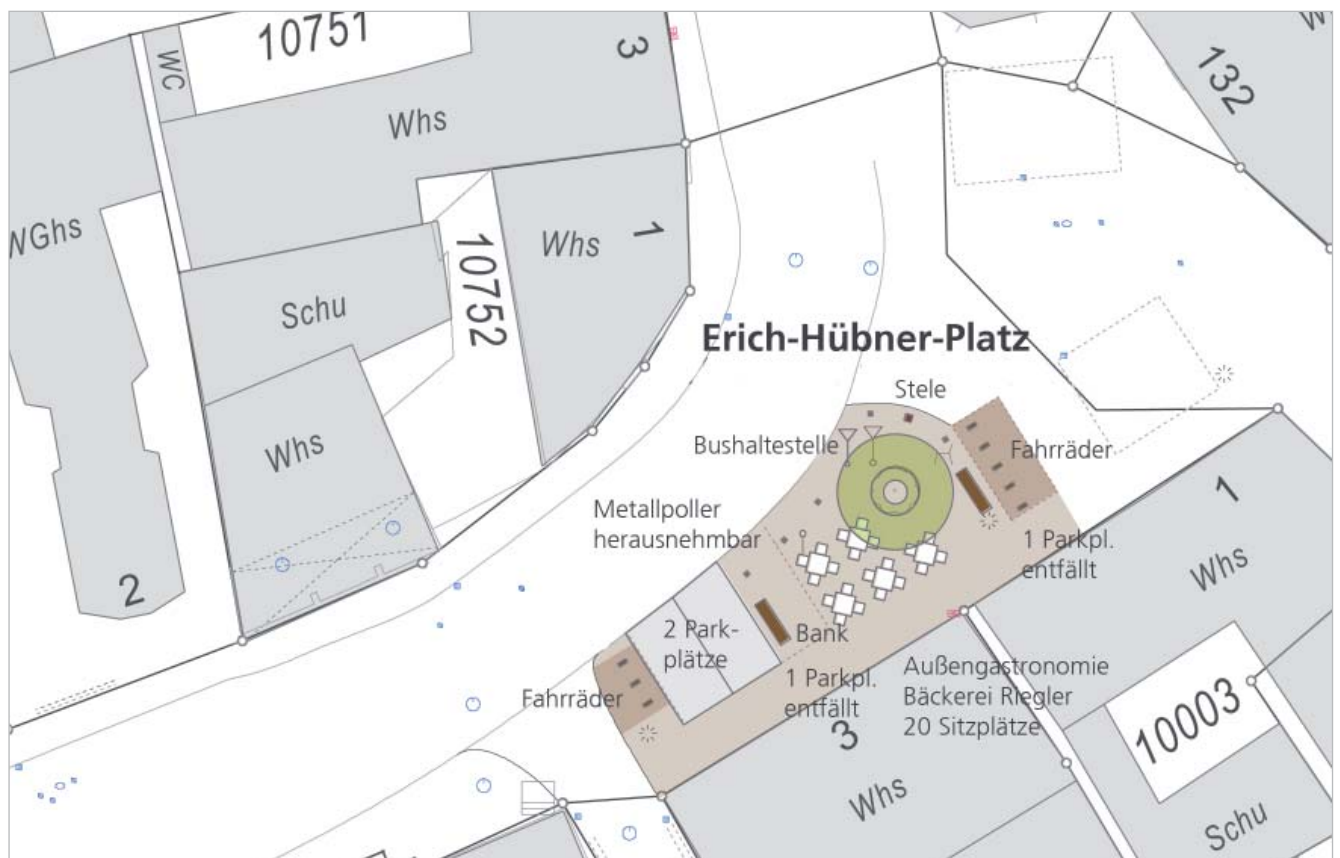 10751
3
132
WC
Whs
WGhs
1
Whs
10752
Schu
Erich-Hübner-Platz
Stele
Bushaltestelle
Fahrräder
Whs
Metallpoller
herausnehmbar
1 Parkpl.
entfällt
1
Whs
2
2 Park-
plätze
Bank
1 Parkpl.
entfällt
Außengastronomie
Bäckerei Riegler
20 Sitzplätze
Fahrräder
3
10003
Whs
Schu